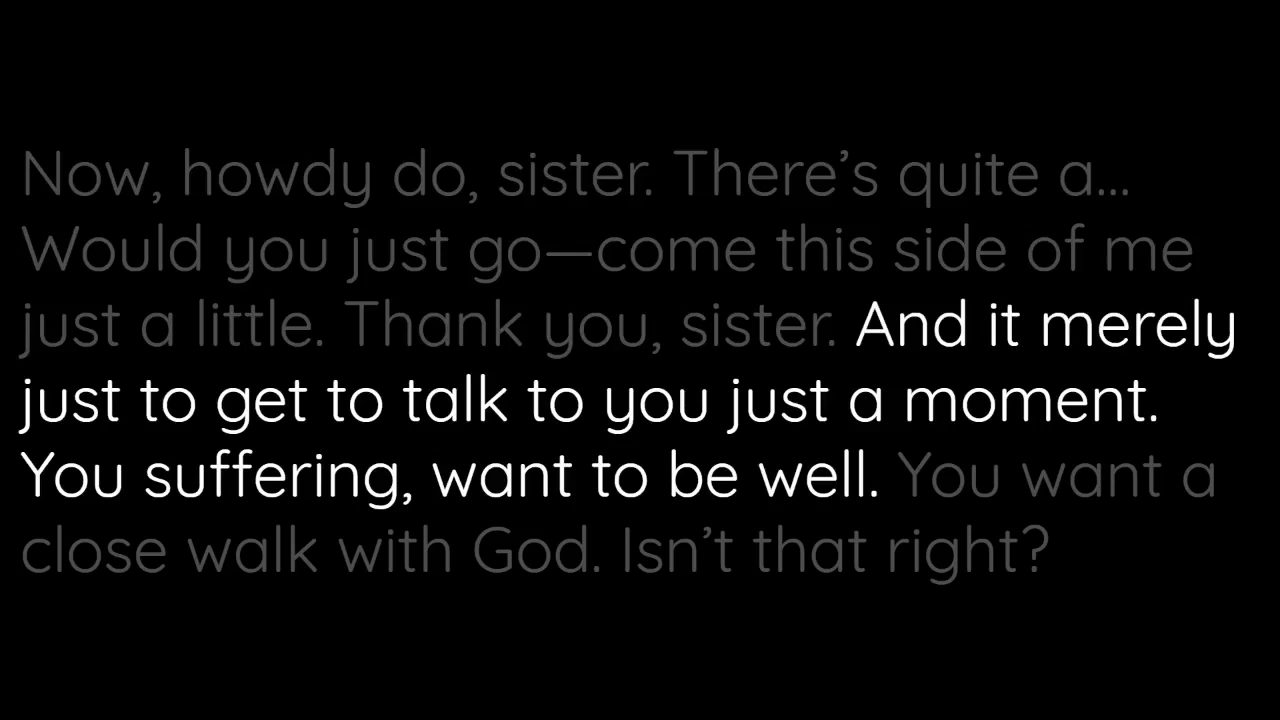 Now, howdy do, sister. There’s quite a...
Would you just go—come this side of me
just a little. Thank you, sister. And it merely
just to get to talk to you just a moment.
You suffering, want to be well. You want a
close walk with God. Isn’t that right?